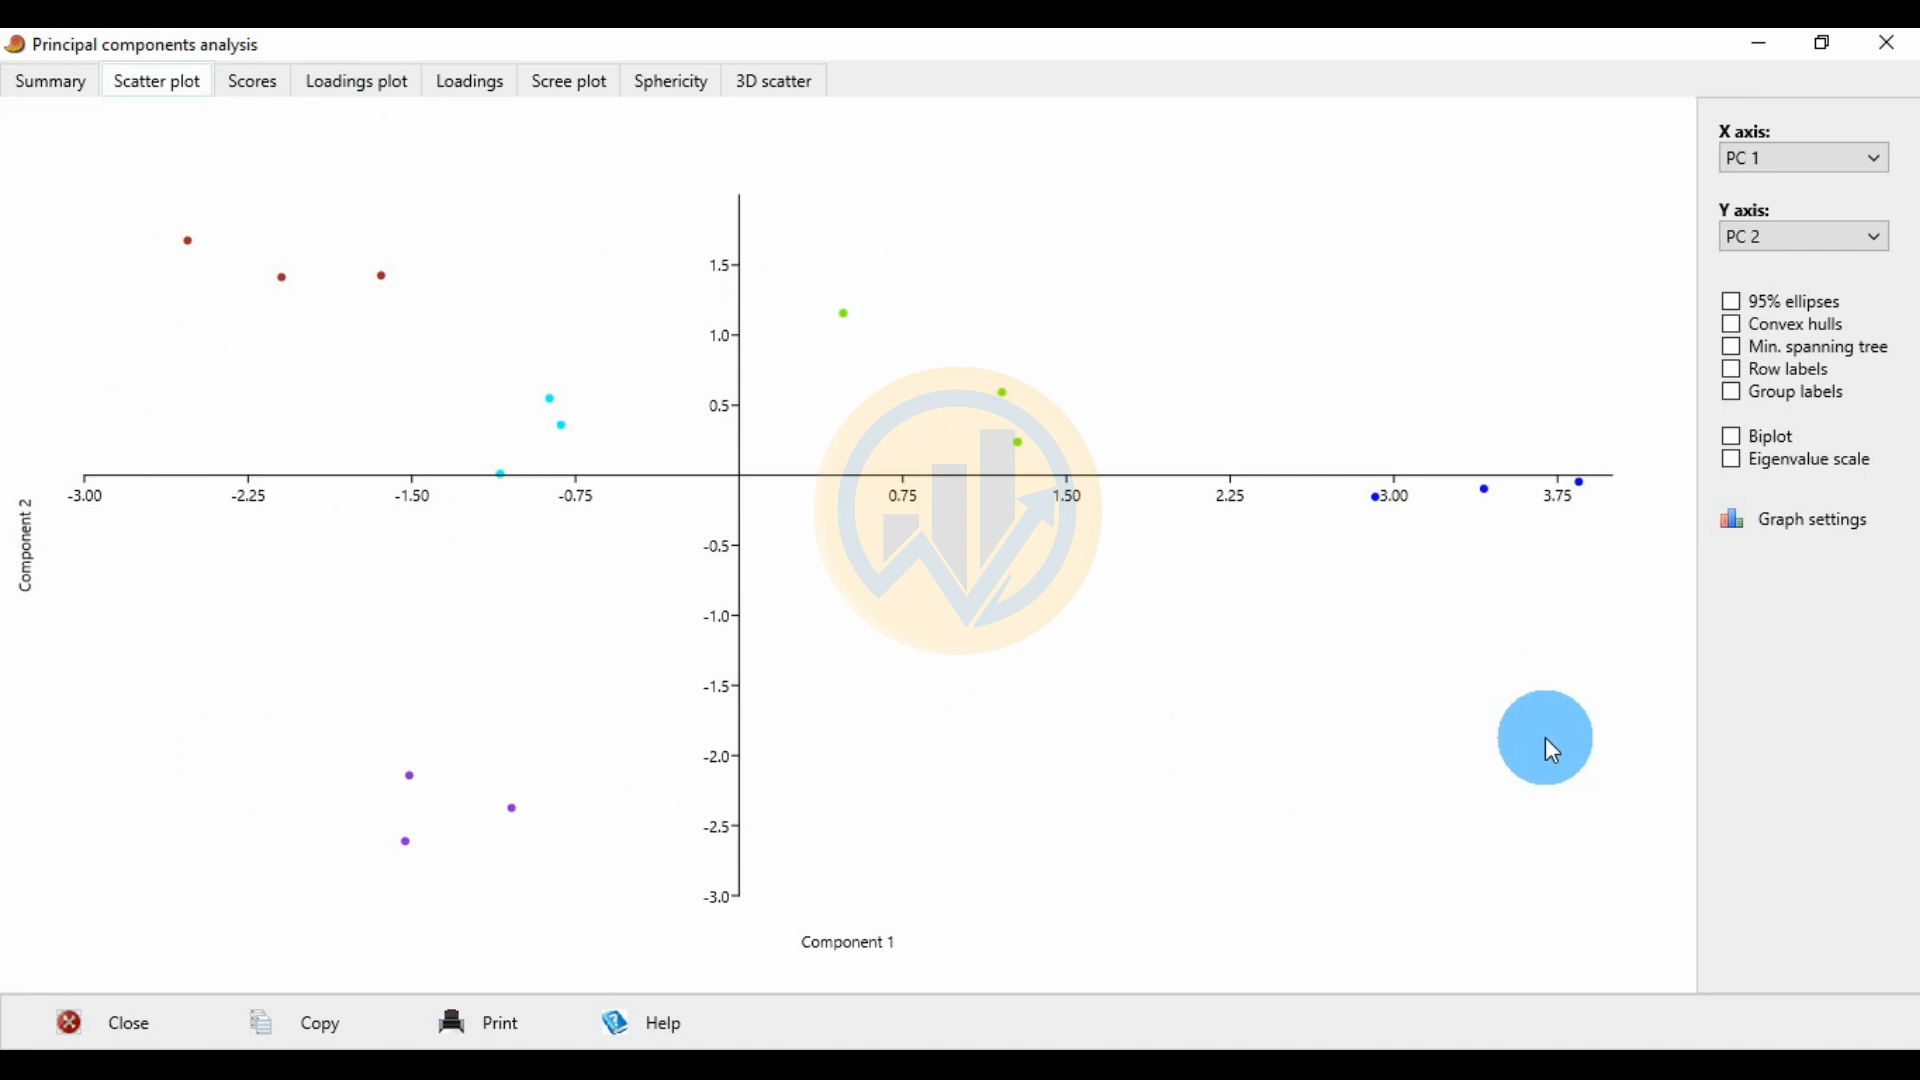 Principal components analysis
Summary Scatter plot Scores Loadings plot Loadings Scree plot Sphericity 3D scatter
X axis:
PC 1
Y axis:
PC 2
95% ellipses
Convex hulls
Min. spanning tree
Row labels
Group labels
Biplot
Eigenvalue scale
Graph settings
1.5
1.0
0.5
-3.00 -2.25 -1.50 -0.75 0.75 1.50 2.25 3.00 3.75
-0.5
-1.0
-1.5
-2.0
-2.5
-3.0
Component 2
Component 1
Close Copy Print Help